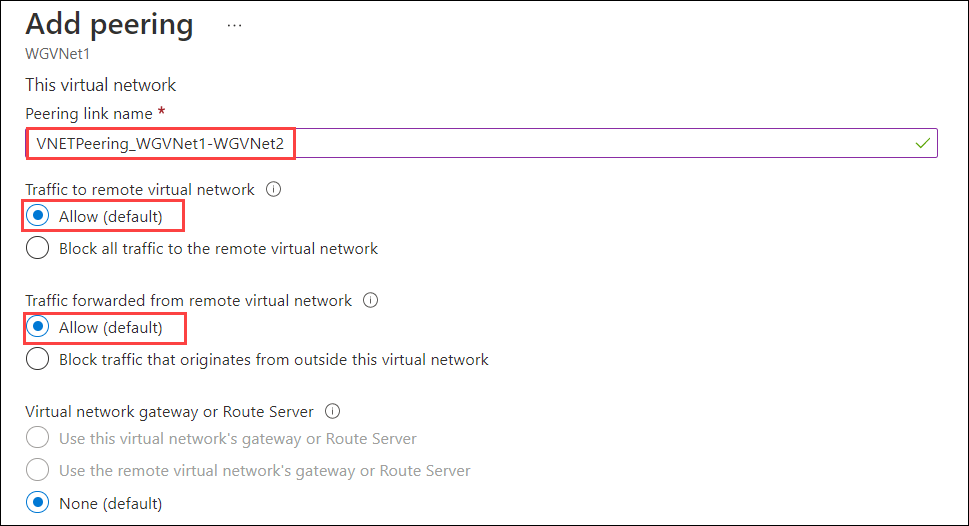 Add peering ...
WGVNet1
This virtual network
Peering link name *
VNETPeering_WGVNet1-WGVNet2
Traffic to remote virtual network
Allow (default)
Block all traffic to the remote virtual network
Traffic forwarded from remote virtual network
Allow (default)
Block traffic that originates from outside this virtual network
Virtual network gateway or Route Server
Use this virtual network's gateway or Route Server
Use the remote virtual network's gateway or Route Server
None (default)